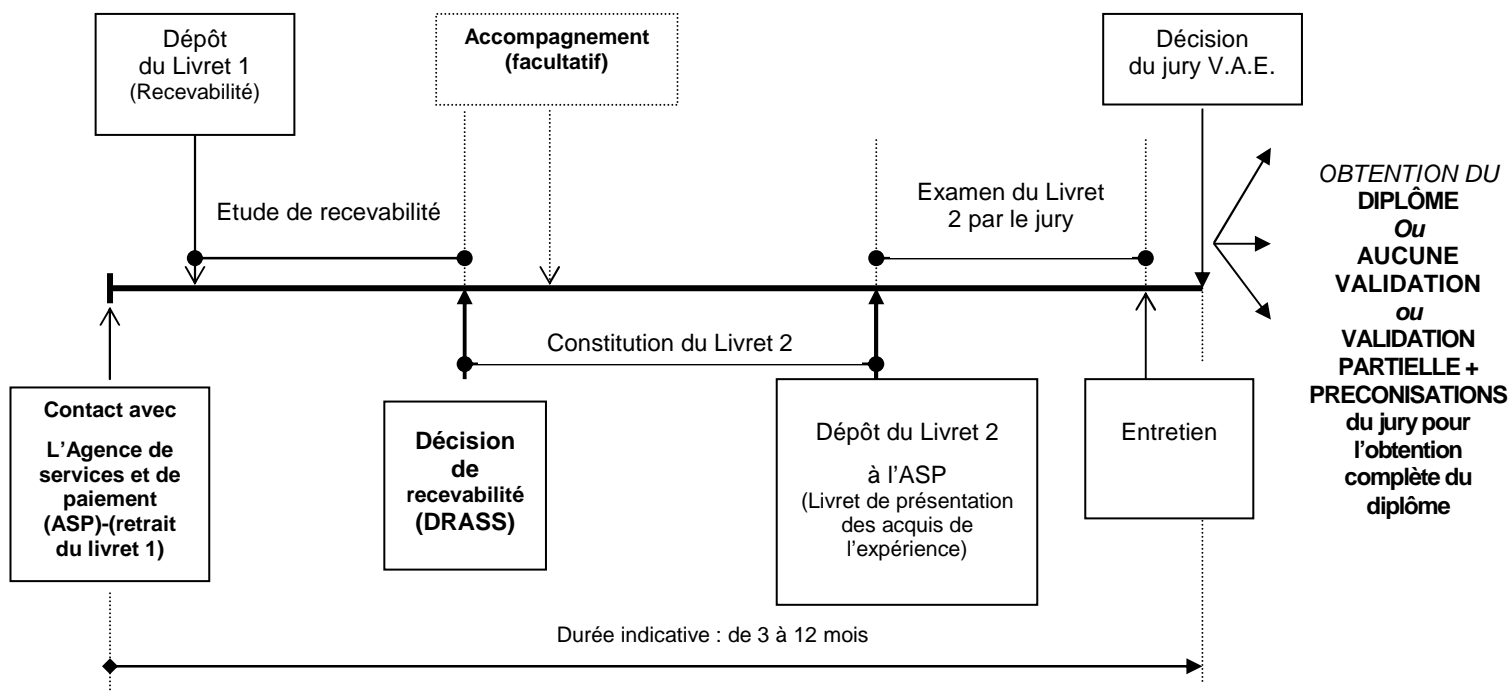 Dépôt
du Livret 1
(Recevabilité)
Accompagnement
(facultatif)
Décision
du jury V.A.E.
Etude de recevabilité
Examen du Livret
2 par le jury
OBTENTION DU
DIPLÔME
Ou
AUCUNE
VALIDATION
ou
VALIDATION
PARTIELLE +
PRECONISATIONS
du jury pour
l’obtention
complète du
diplôme
Constitution du Livret 2
Contact avec
L’Agence de
services et de
paiement
(ASP)-(retrait
du livret 1)
Décision
de
recevabilité
(DRASS)
Dépôt du Livret 2
à l’ASP
(Livret de présentation
des acquis de
l’expérience)
Entretien
Durée indicative : de 3 à 12 mois